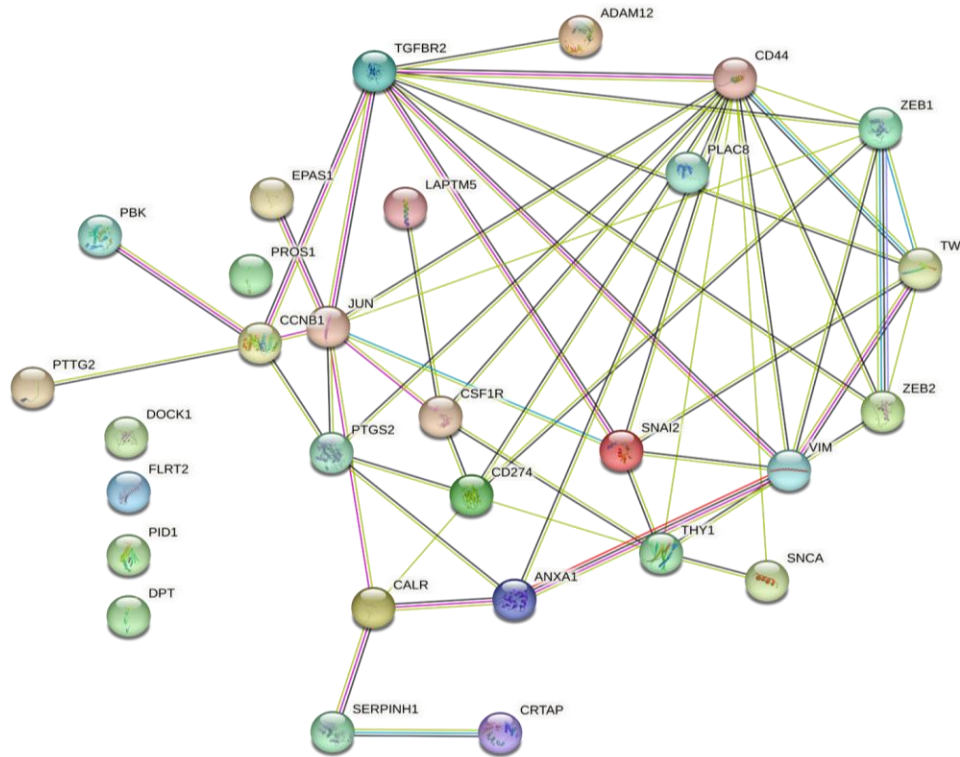 ADAM12
TGFBR2
CD44
ZEB1
PLAC8
EPAS1
LAPTM5
PBK
TW
PROS1
JUN
CCNB1
PTTG2
CSF1R
ZEB2
DOCK1
PTGS2
SNAI2
VIM
CD274
FLRT2
THY1
PID1
SNCA
ANXA1
CALR
DPT
SERPINH1
CRTAP